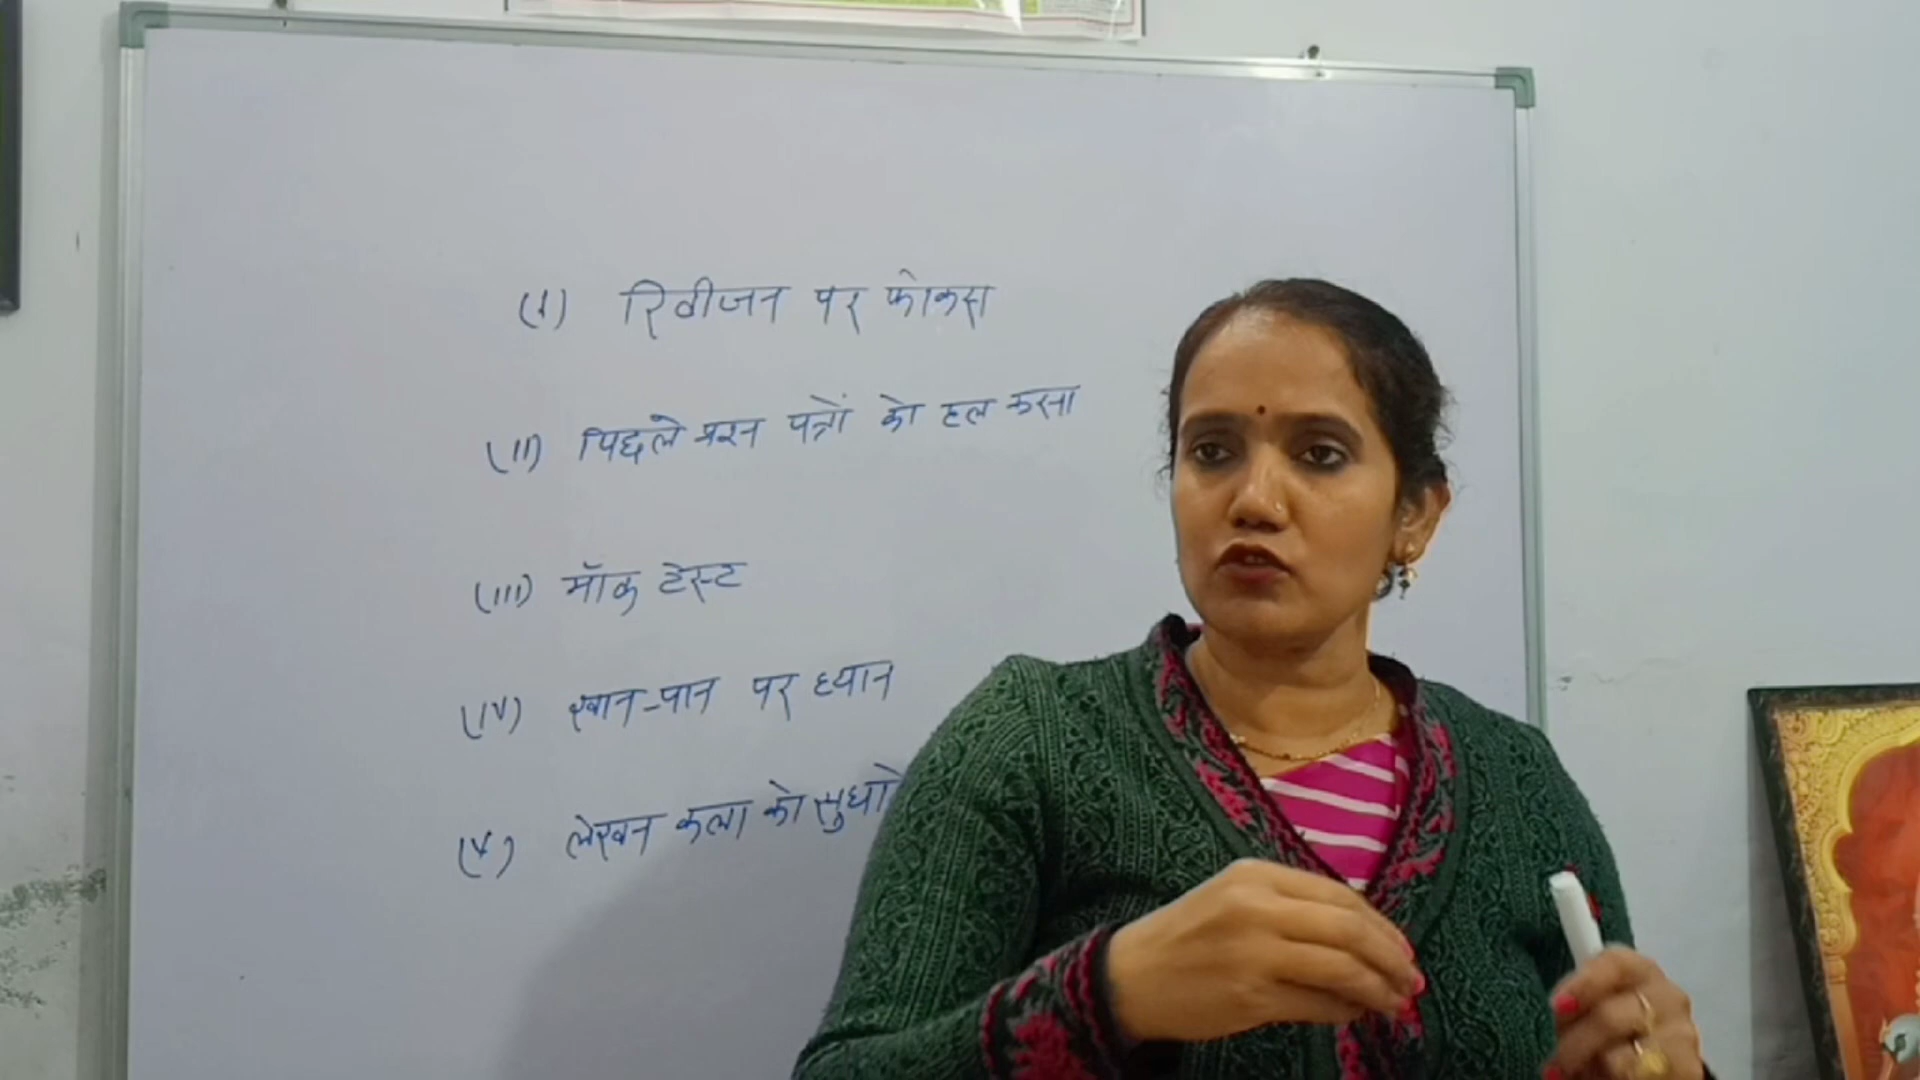 (I) रिवीजन पर फोकस
(II) पिछले प्रश्न पत्रों को हल करना
(III) मॉक टेस्ट
(IV) खान-पान पर ध्यान
(V) लेखन कला को सुधारे